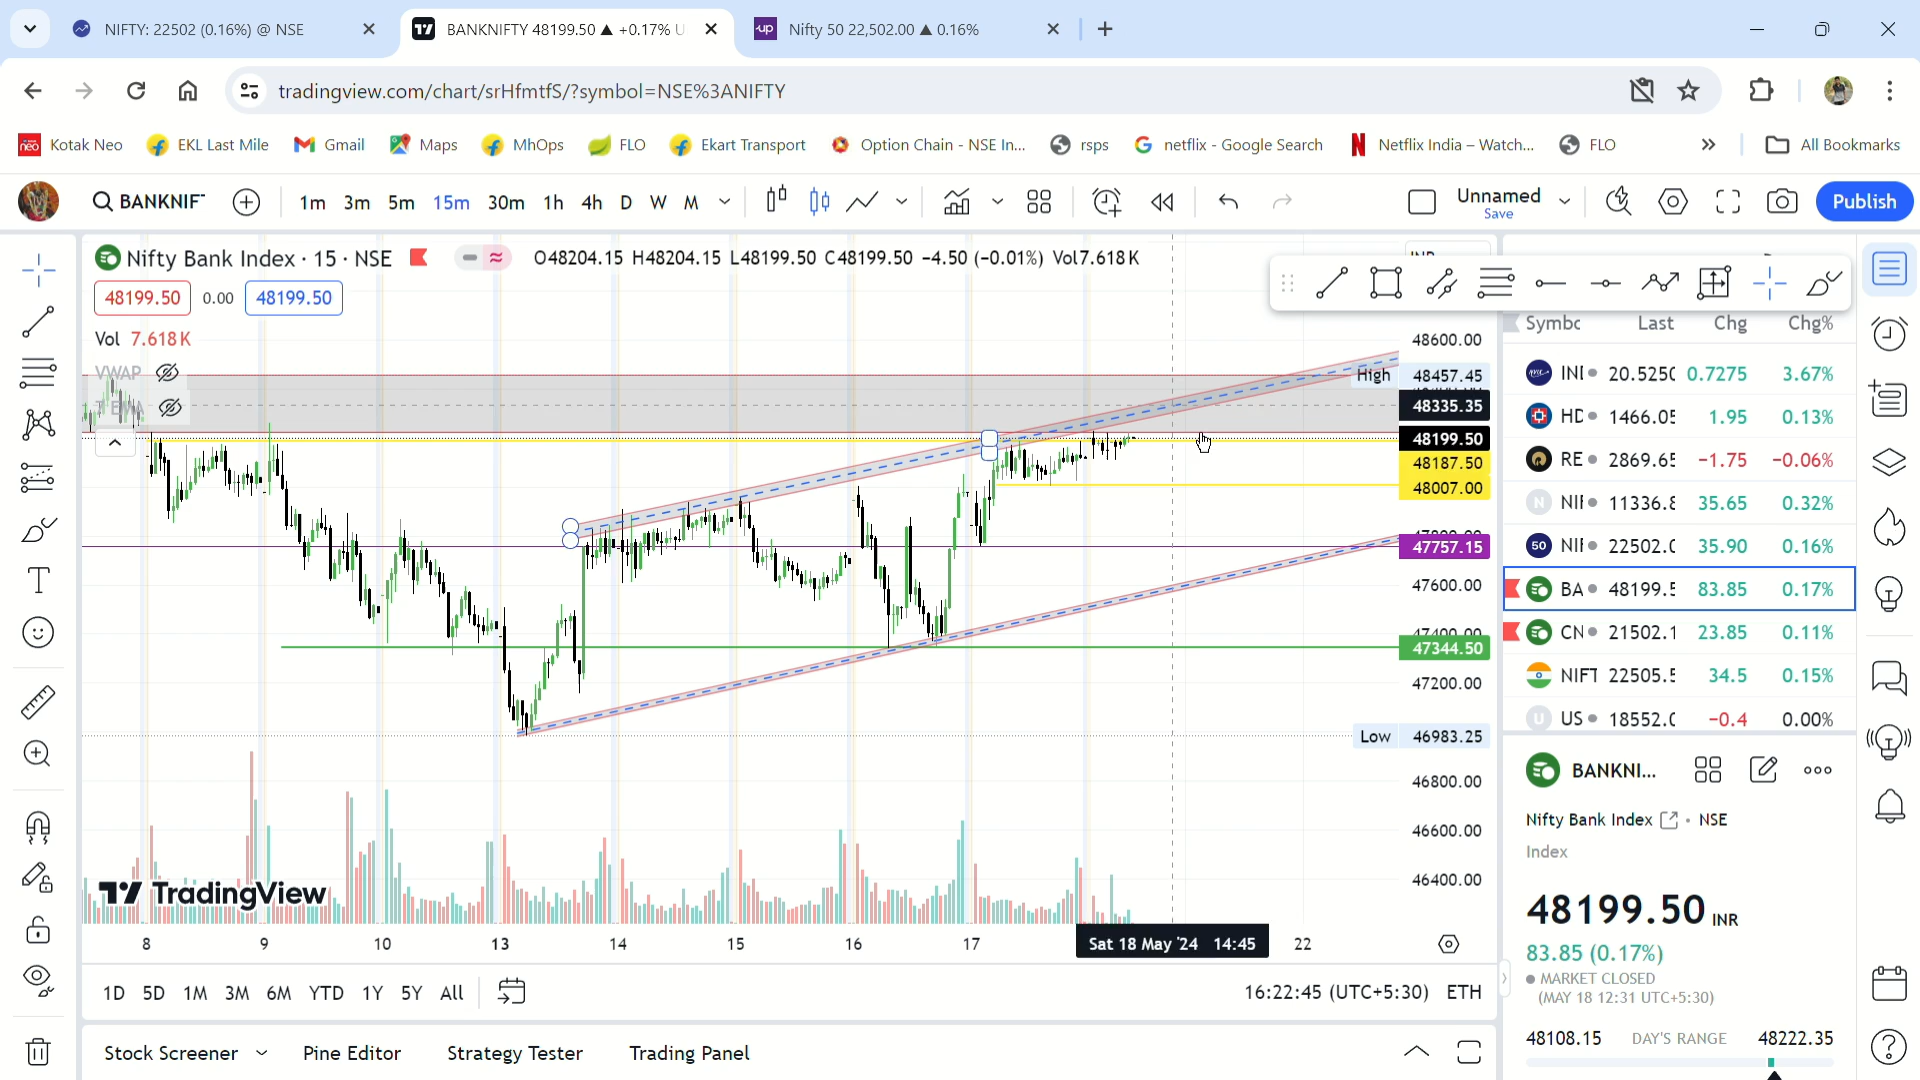 NIFTY: 22502 (0.16%) @ NSE
BANKNIFTY 48199.50 ▲ +0.17% U
Nifty 50 22,502.00 ▲ 0.16%
tradingview.com/chart/srHfmtfS/?symbol=NSE%3ANIFTY
Kotak Neo
EKL Last Mile
Gmail
Maps
MhOps
FLO
Ekart Transport
Option Chain - NSE In...
rsps
netflix - Google Search
Netflix India – Watch...
FLO
All Bookmarks
BANKNIF
1m 3m 5m 15m 30m 1h 4h D W M
Unnamed
Save
Publish
Nifty Bank Index · 15 · NSE
O48204.15 H48204.15 L48199.50 C48199.50 −4.50 (−0.01%) Vol7.618K
48199.50 0.00 48199.50
Vol 7.618K
VWAP
48600.00
High 48457.45
48335.35
48199.50
48187.50
48007.00
47757.15
47600.00
47344.50
47200.00
Low 46983.25
46800.00
46600.00
46400.00
TradingView
8 9 10 13 14 15 16 17 Sat 18 May '24 14:45 22
1D 5D 1M 3M 6M YTD 1Y 5Y All
16:22:45 (UTC+5:30) ETH
Stock Screener
Pine Editor
Strategy Tester
Trading Panel
Last Chg Chg%
INI 0.7275 3.67%
HD 1466.05 1.95 0.13%
RE 2869.65 −1.75 −0.06%
NI 11336.8 35.65 0.32%
50 NI 22502.0 35.90 0.16%
BA 48199.5 83.85 0.17%
CN 21502.1 23.85 0.11%
NIFT 22505.5 34.5 0.15%
US 18552.0 −0.4 0.00%
BANKNI...
Nifty Bank Index · NSE
Index
48199.50 INR
83.85 (0.17%)
MARKET CLOSED
(MAY 18 12:31 UTC+5:30)
48108.15 DAY'S RANGE 48222.35